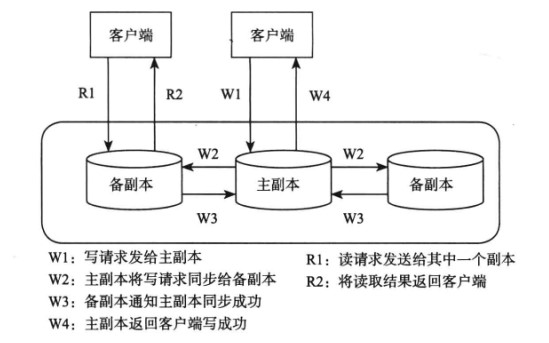 客户端
客户端
R1
R2
W1
W4
备副本
W2
主副本
W2
备副本
W3
W3
W1：写请求发给主副本
W2：主副本将写请求同步给备副本
W3：备副本通知主副本同步成功
W4：主副本返回客户端写成功
R1：读请求发送给其中一个副本
R2：将读取结果返回客户端